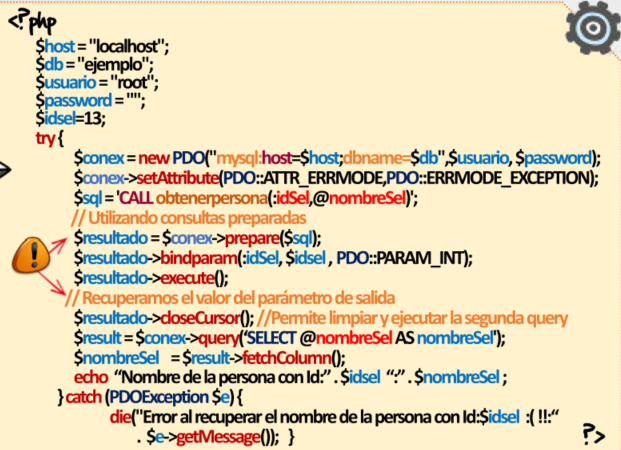 <?php
$host = "localhost";
$db = "ejemplo";
$usuario = "root";
$password = "";
$idsel=13;
try {
$conex = new PDO("mysql:host=$host;dbname=$db",$usuario, $password);
$conex->setAttribute(PDO::ATTR_ERRMODE,PDO::ERRMODE_EXCEPTION);
$sql = 'CALL obtenerpersona(:idSel,@nombreSel)';
// Utilizando consultas preparadas
$resultado = $conex->prepare($sql);
$resultado->bindparam(:idSel, $idsel , PDO::PARAM_INT);
$resultado->execute();
// Recuperamos el valor del parámetro de salida
$resultado->closeCursor(); //Permite limpiar y ejecutar la segunda query
$result = $conex->query(‘SELECT @nombreSel AS nombreSel');
$nombreSel = $result->fetchColumn();
echo “Nombre de la persona con Id:” . $idsel “:” . $nombreSel ;
} catch (PDOException $e) {
die("Error al recuperar el nombre de la persona con Id:$idsel :( !!:“
. $e->getMessage()); }
?>